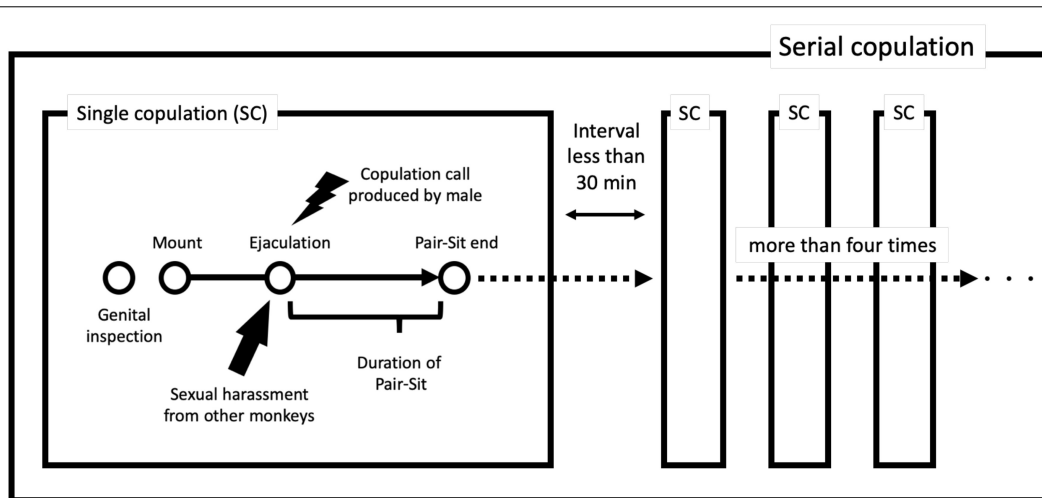 Serial copulation
Single copulation (SC)
Copulation call
produced by male
Mount
Ejaculation
Pair-Sit end
Genital
inspection
Duration of
Pair-Sit
Sexual harassment
from other monkeys
Interval
less than
30 min
SC
SC
SC
more than four times